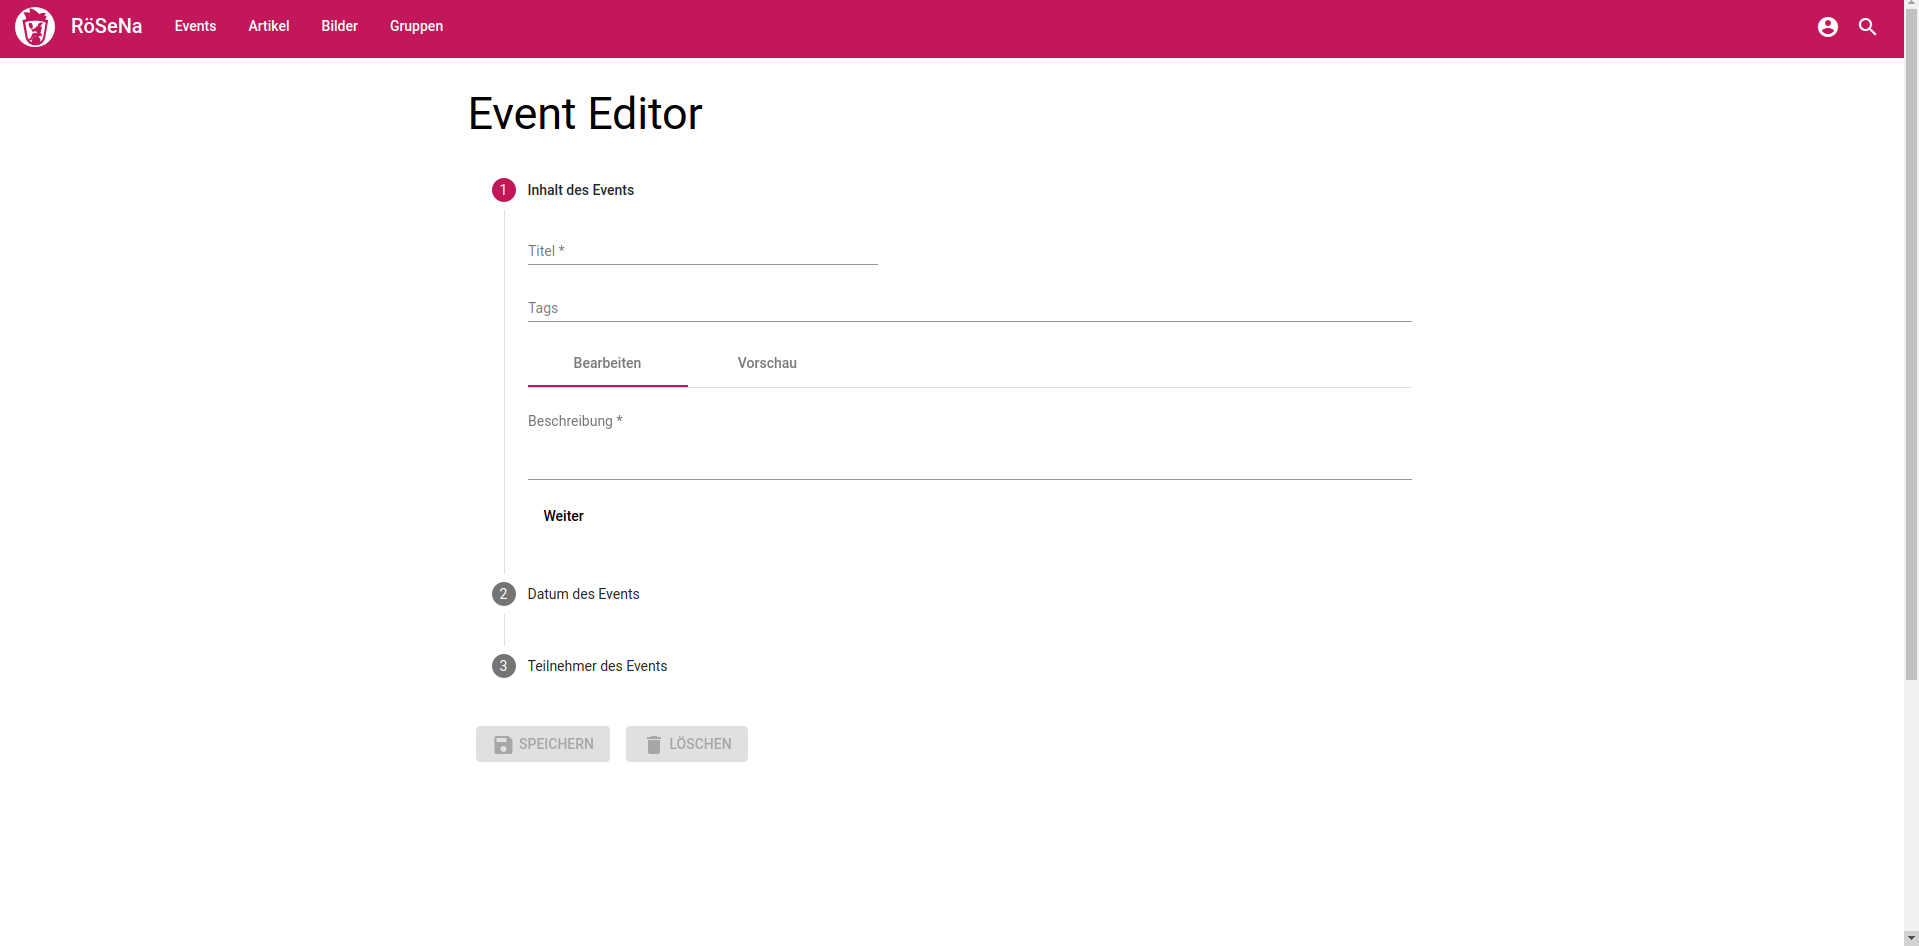 RöSeNa Events Artikel Bilder Gruppen
Event Editor
1 Inhalt des Events
Titel *
Tags
Bearbeiten Vorschau
Beschreibung *
Weiter
2 Datum des Events
3 Teilnehmer des Events
SPEICHERN LÖSCHEN